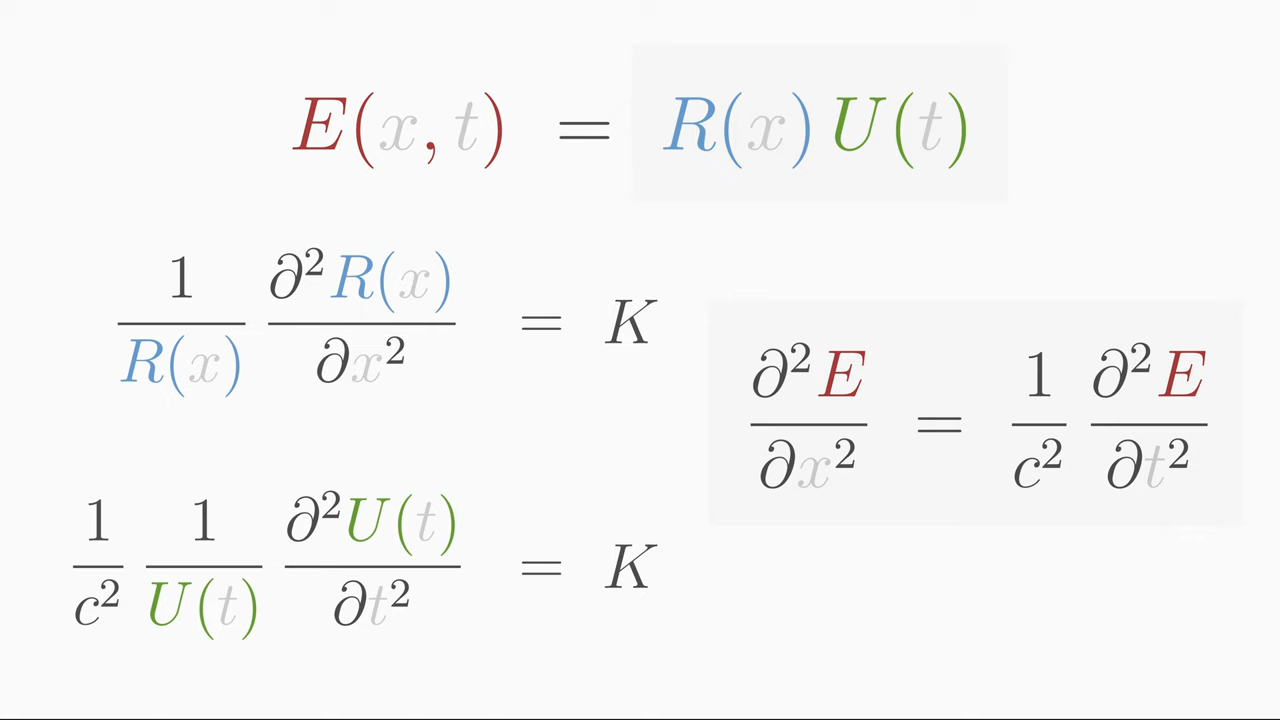 E(x, t) = R(x) U(t)
1/R(x) ∂²R(x)/∂x² = K
∂²E/∂x² = 1/c² ∂²E/∂t²
1/c² 1/U(t) ∂²U(t)/∂t² = K